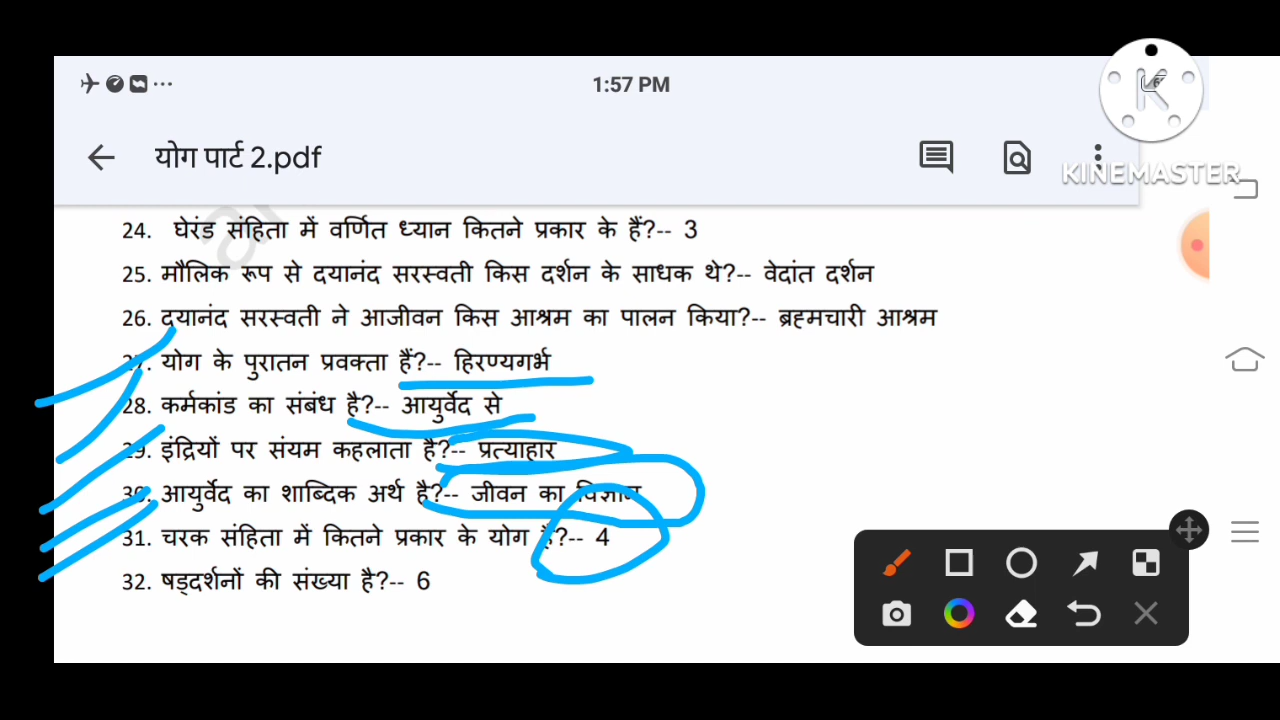 1:57 PM
योग पार्ट 2.pdf
KINEMASTER
24. घेरंड संहिता में वर्णित ध्यान कितने प्रकार के हैं?-- 3
25. मौलिक रूप से दयानंद सरस्वती किस दर्शन के साधक थे?-- वेदांत दर्शन
26. दयानंद सरस्वती ने आजीवन किस आश्रम का पालन किया?-- ब्रह्मचारी आश्रम
27. योग के पुरातन प्रवक्ता हैं?-- हिरण्यगर्भ
28. कर्मकांड का संबंध है?-- आयुर्वेद से
29. इंद्रियों पर संयम कहलाता है?-- प्रत्याहार
30. आयुर्वेद का शाब्दिक अर्थ है?-- जीवन का विज्ञान
31. चरक संहिता में कितने प्रकार के योग हैं?-- 4
32. षड्दर्शनों की संख्या है?-- 6